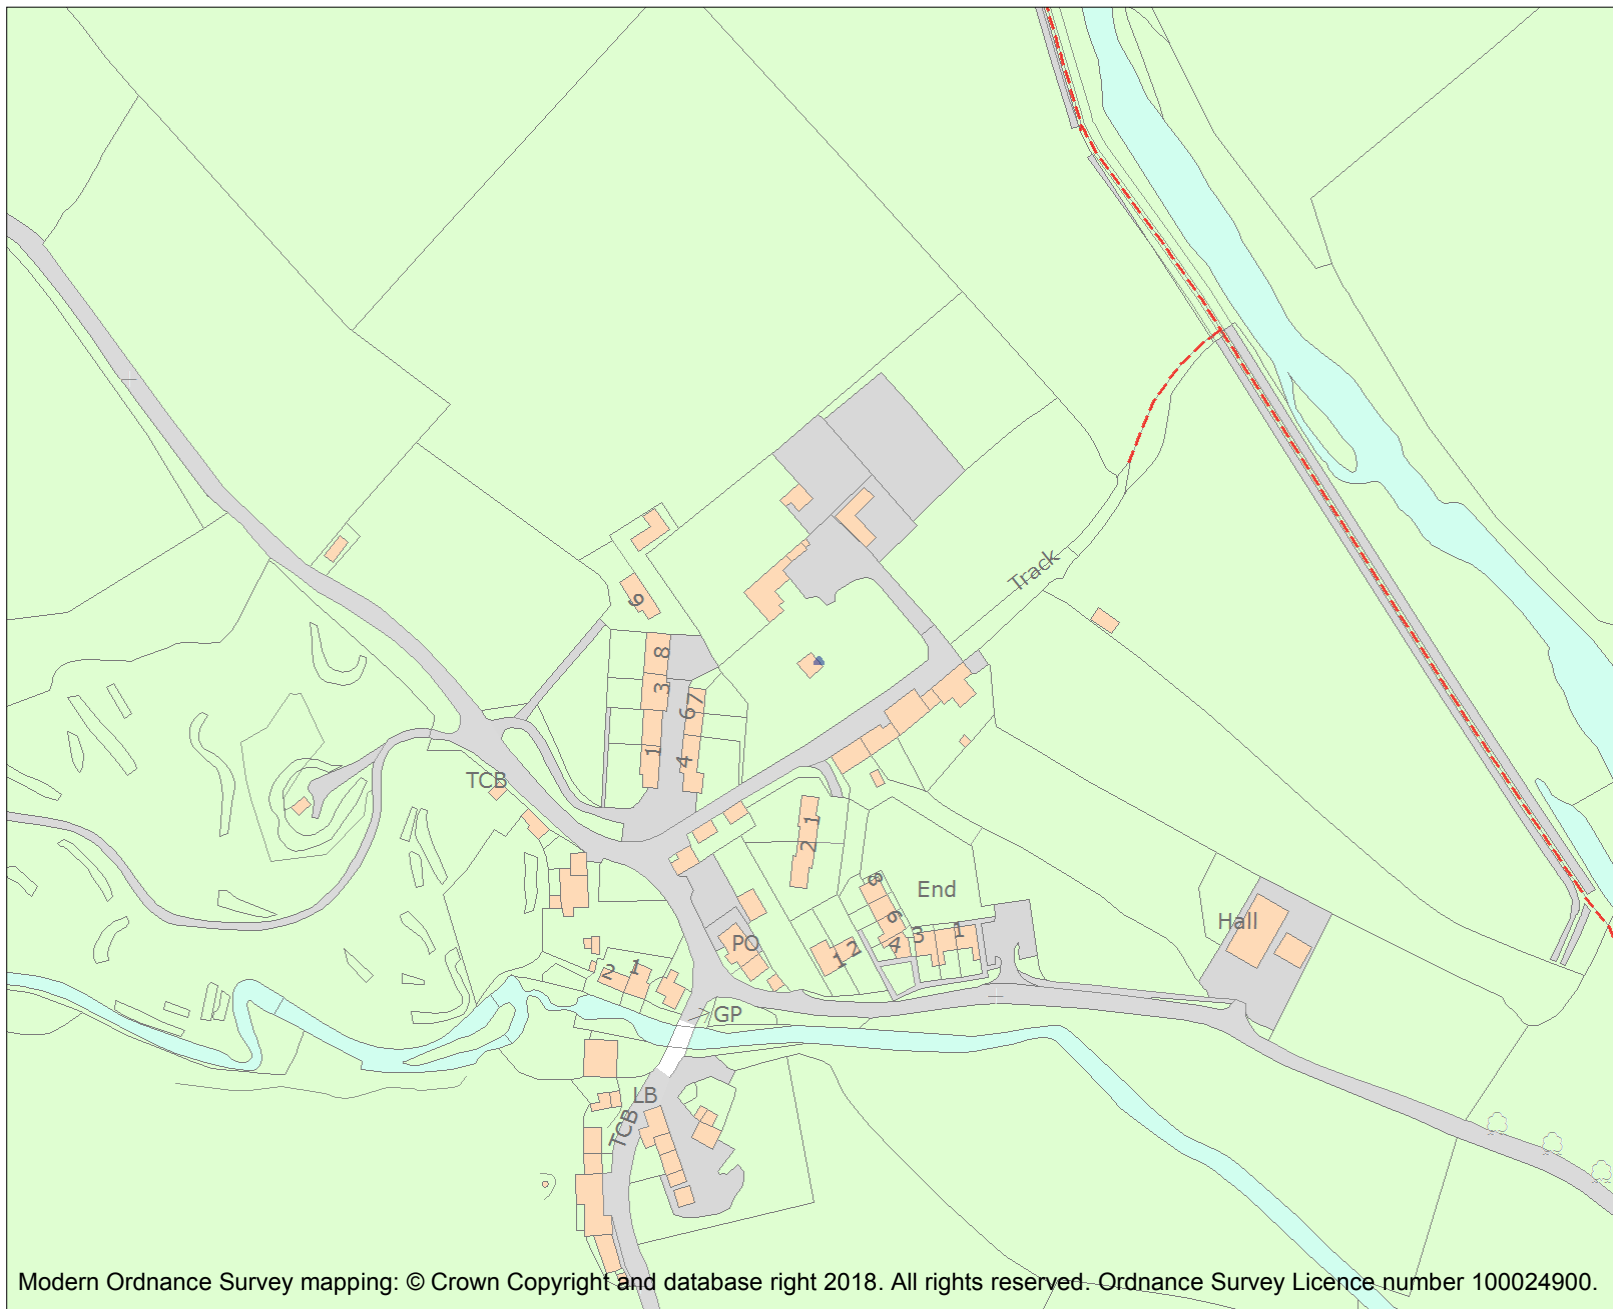 Track
9
8
3
1
7
6
4
TCB
1
2
8
6
4
3
1
End
Hall
PO
1
2
2
1
GP
LB
TCB
Modern Ordnance Survey mapping: © Crown Copyright and database right 2018. All rights reserved. Ordnance Survey Licence number 100024900.